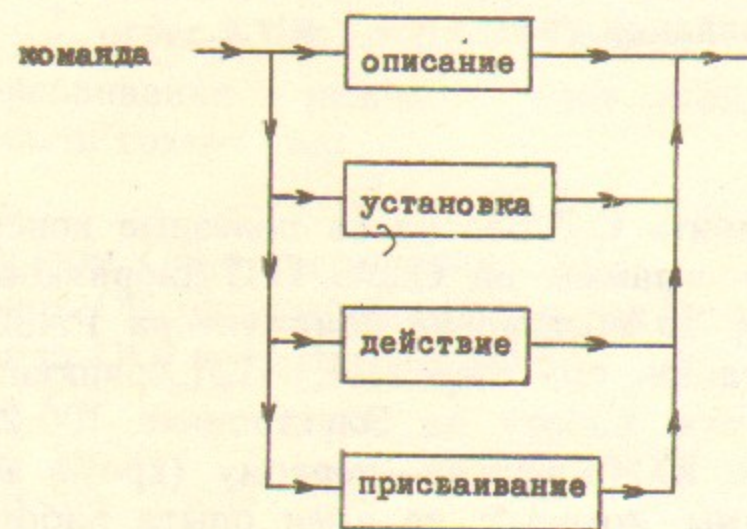 команда
описание
установка
действие
присваивание